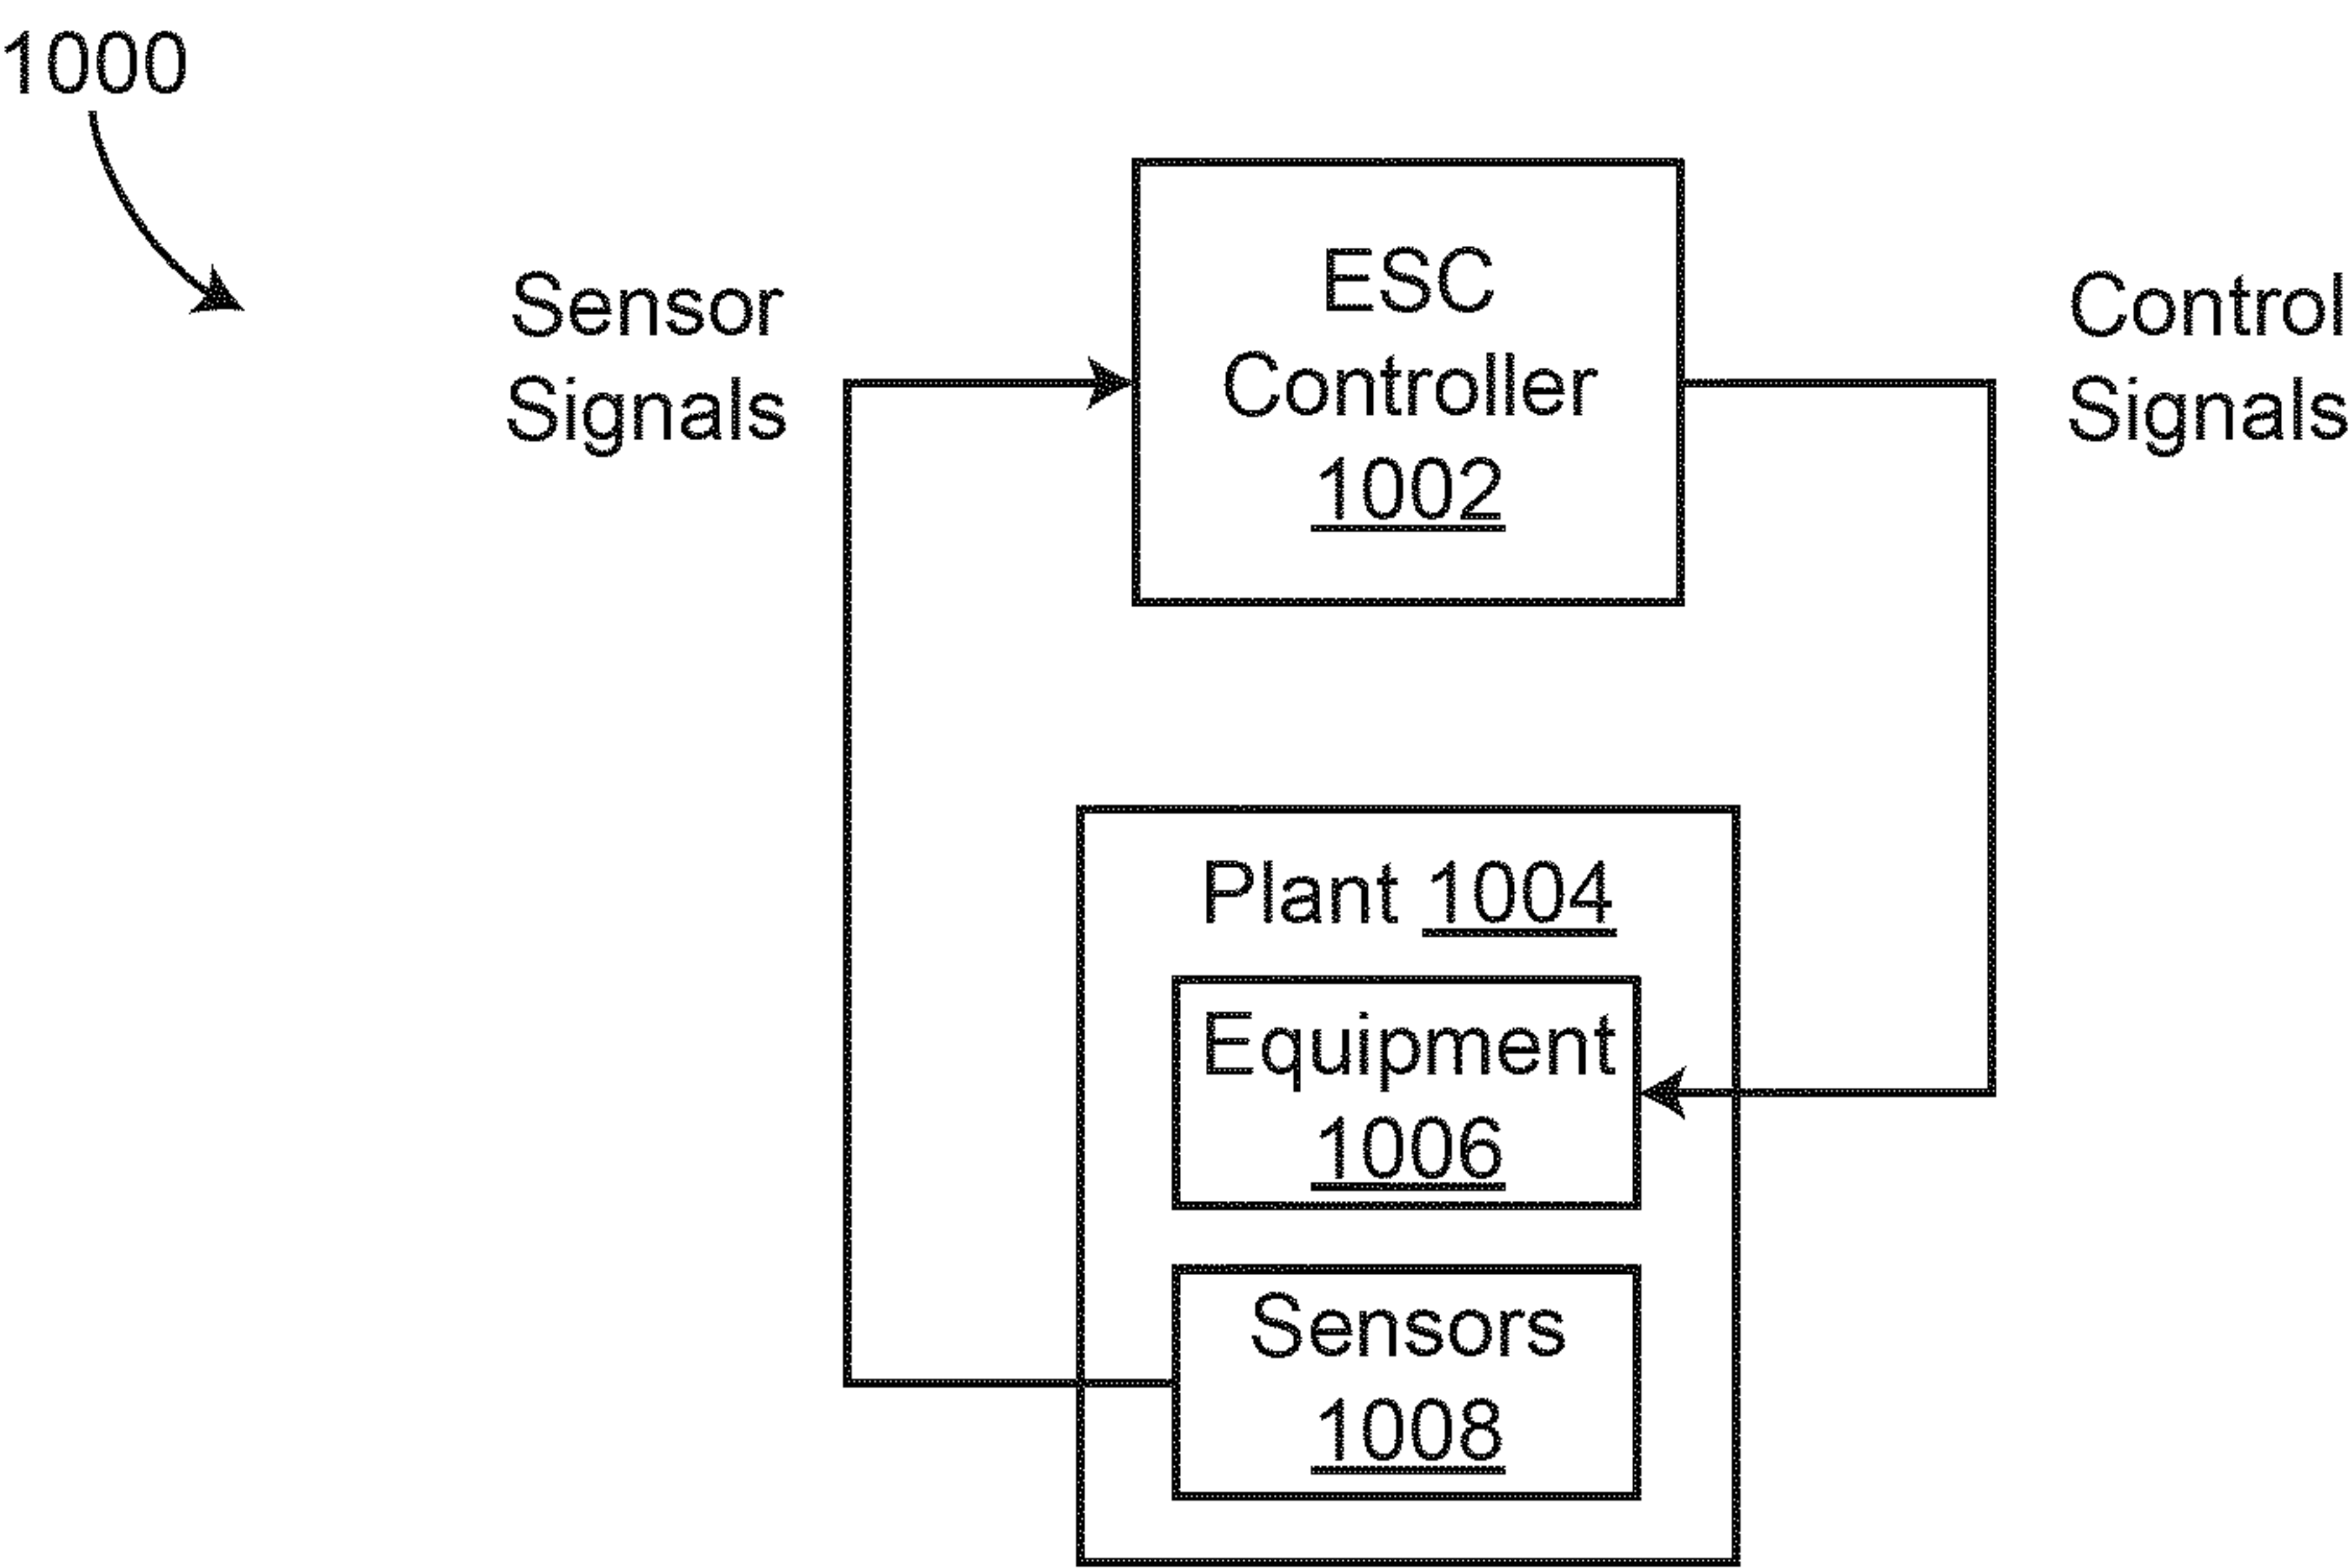 1000
Sensor
Signals
ESC
Controller
1002
Control
Signals
Plant 1004
Equipment
1006
Sensors
1008